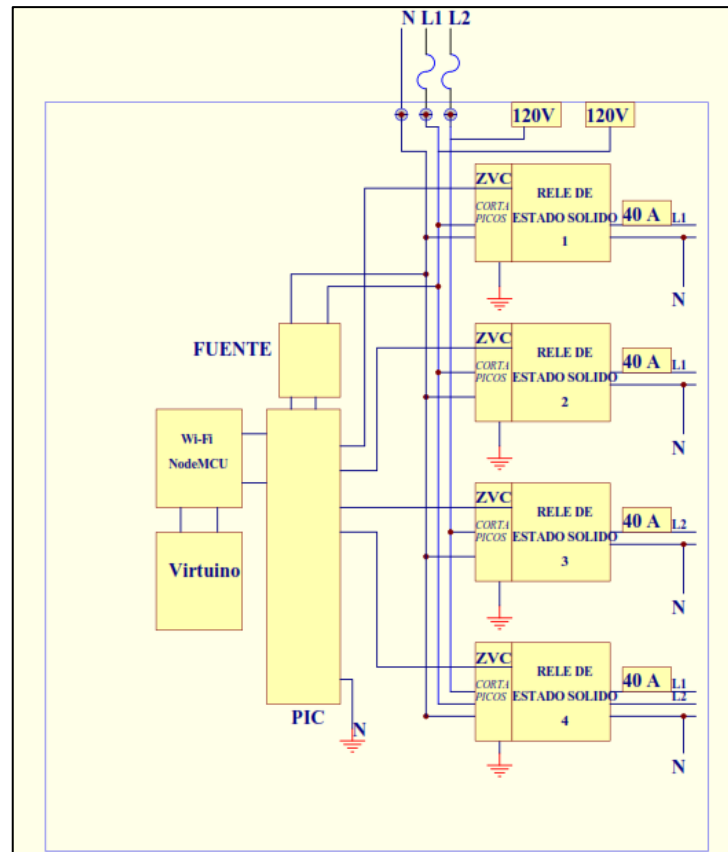 N L1 L2
120V
120V
ZVC
CORTA
PICOS
RELE DE
ESTADO SOLIDO
1
40 A
L1
N
FUENTE
ZVC
CORTA
PICOS
RELE DE
ESTADO SOLIDO
2
40 A
L1
N
Wi-Fi
NodeMCU
Virtuino
PIC
N
ZVC
CORTA
PICOS
RELE DE
ESTADO SOLIDO
3
40 A
L2
N
ZVC
CORTA
PICOS
RELE DE
ESTADO SOLIDO
4
40 A
L1
L2
N